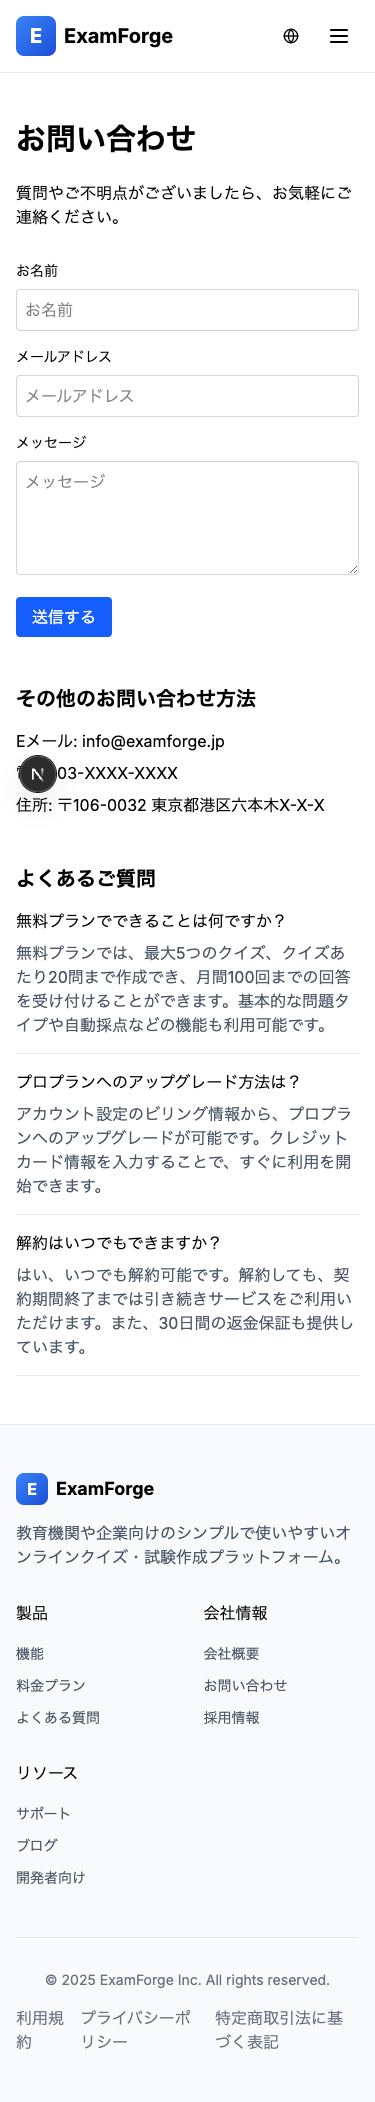 E ExamForge
お問い合わせ
質問やご不明点がございましたら、お気軽にご
連絡ください。
お名前
お名前
メールアドレス
メールアドレス
メッセージ
メッセージ
送信する
その他のお問い合わせ方法
Eメール: info@examforge.jp
N 03-XXXX-XXXX
住所: 〒106-0032 東京都港区六本木X-X-X
よくあるご質問
無料プランでできることは何ですか？
無料プランでは、最大5つのクイズ、クイズあ
たり20問まで作成でき、月間100回までの回答
を受け付けることができます。基本的な問題タ
イプや自動採点などの機能も利用可能です。
プロプランへのアップグレード方法は？
アカウント設定のビリング情報から、プロプラ
ンへのアップグレードが可能です。クレジット
カード情報を入力することで、すぐに利用を開
始できます。
解約はいつでもできますか？
はい、いつでも解約可能です。解約しても、契
約期間終了までは引き続きサービスをご利用い
ただけます。また、30日間の返金保証も提供し
ています。
E ExamForge
教育機関や企業向けのシンプルで使いやすいオ
ンラインクイズ・試験作成プラットフォーム。
製品
機能
料金プラン
よくある質問
会社情報
会社概要
お問い合わせ
採用情報
リソース
サポート
ブログ
開発者向け
© 2025 ExamForge Inc. All rights reserved.
利用規
約
プライバシーポ
リシー
特定商取引法に基
づく表記